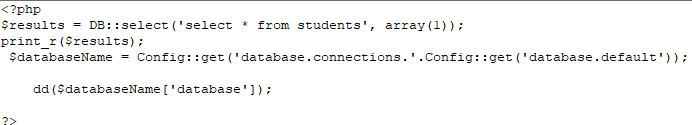 <?php
$results = DB::select('select * from students', array(1));
print_r($results);
 $databaseName = Config::get('database.connections.'.Config::get('database.default'));
    dd($databaseName['database']);
?>